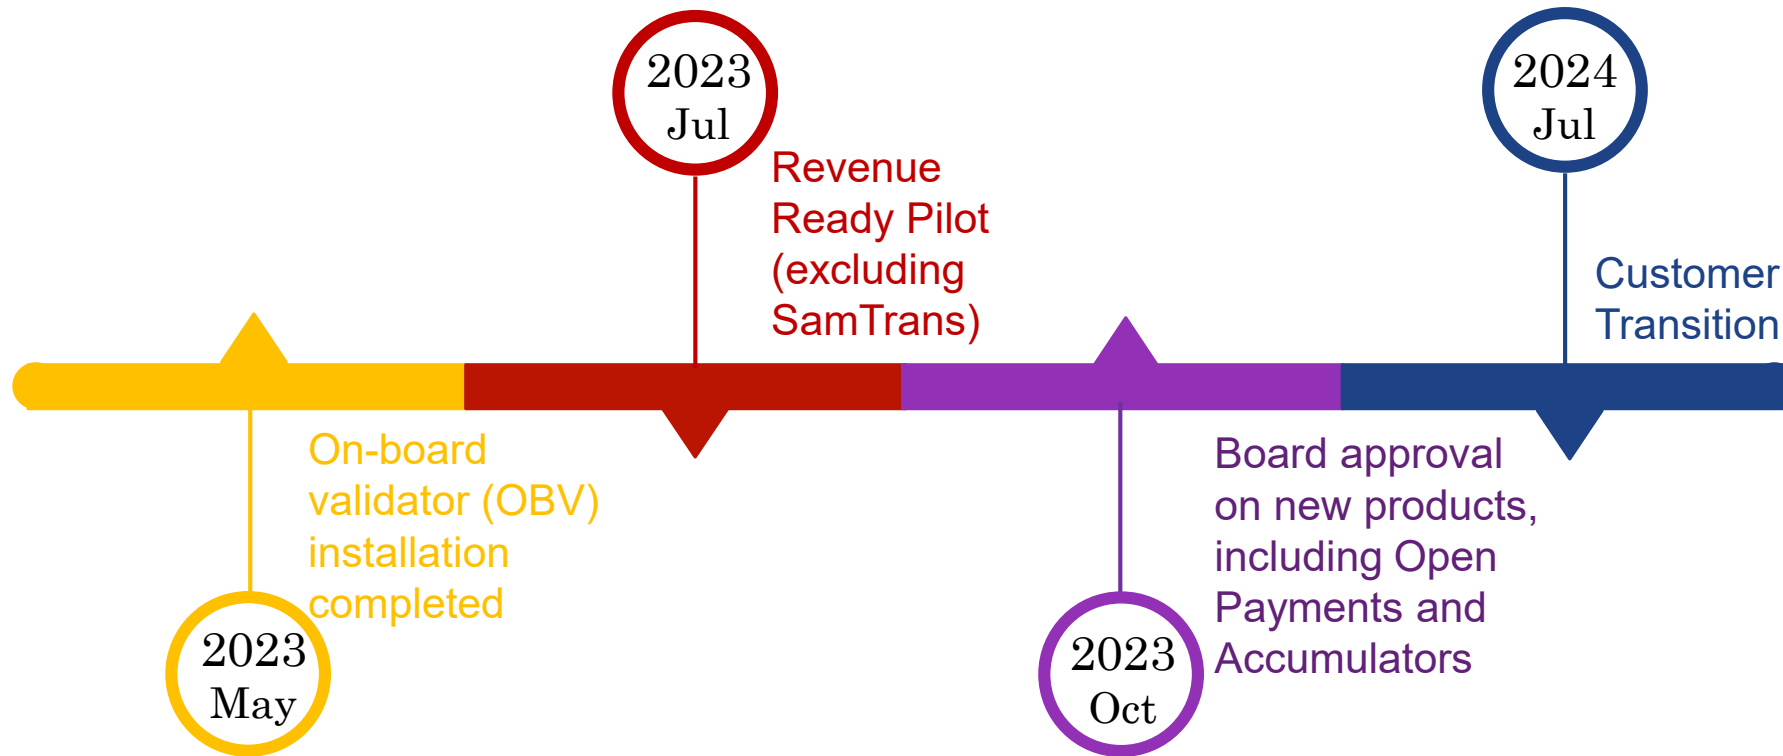 2023
May
On-board
validator (OBV)
installation
completed
2023
Jul
Revenue
Ready Pilot
(excluding
SamTrans)
2023
Oct
Board approval
on new products,
including Open
Payments and
Accumulators
2024
Jul
Customer
Transition